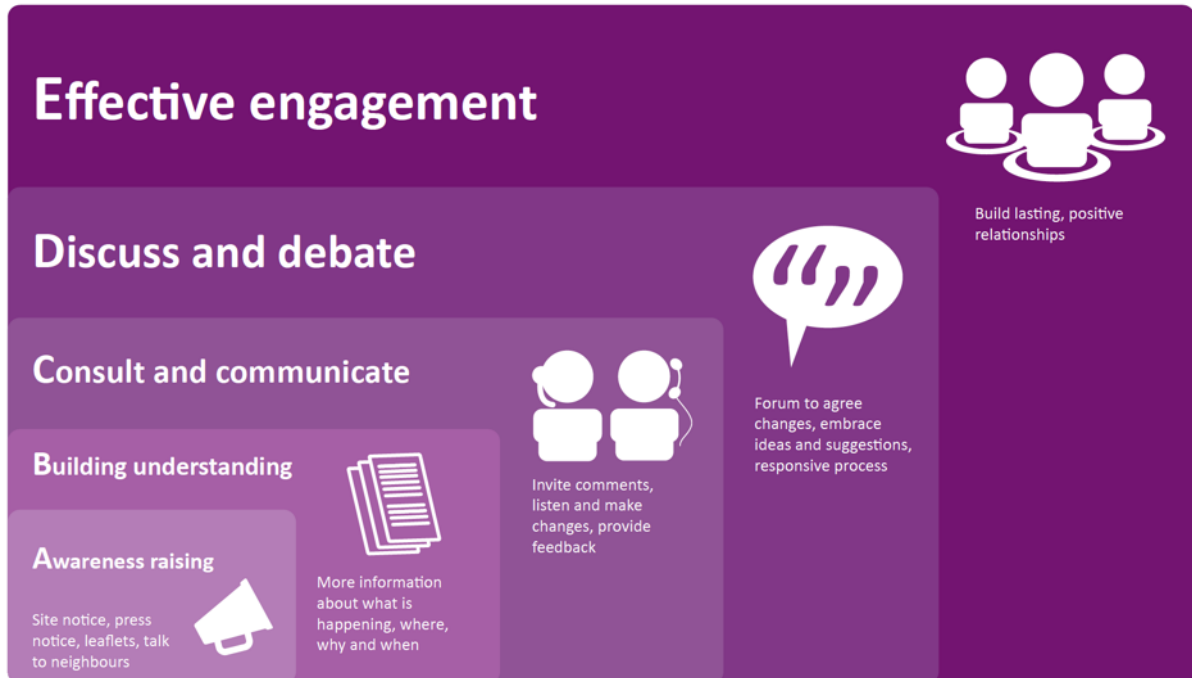 Effective engagement
Build lasting, positive
relationships
Discuss and debate
Forum to agree
changes, embrace
ideas and suggestions,
responsive process
Consult and communicate
Invite comments,
listen and make
changes, provide
feedback
Building understanding
More information
about what is
happening, where,
why and when
Awareness raising
Site notice, press
notice, leaflets, talk
to neighbours